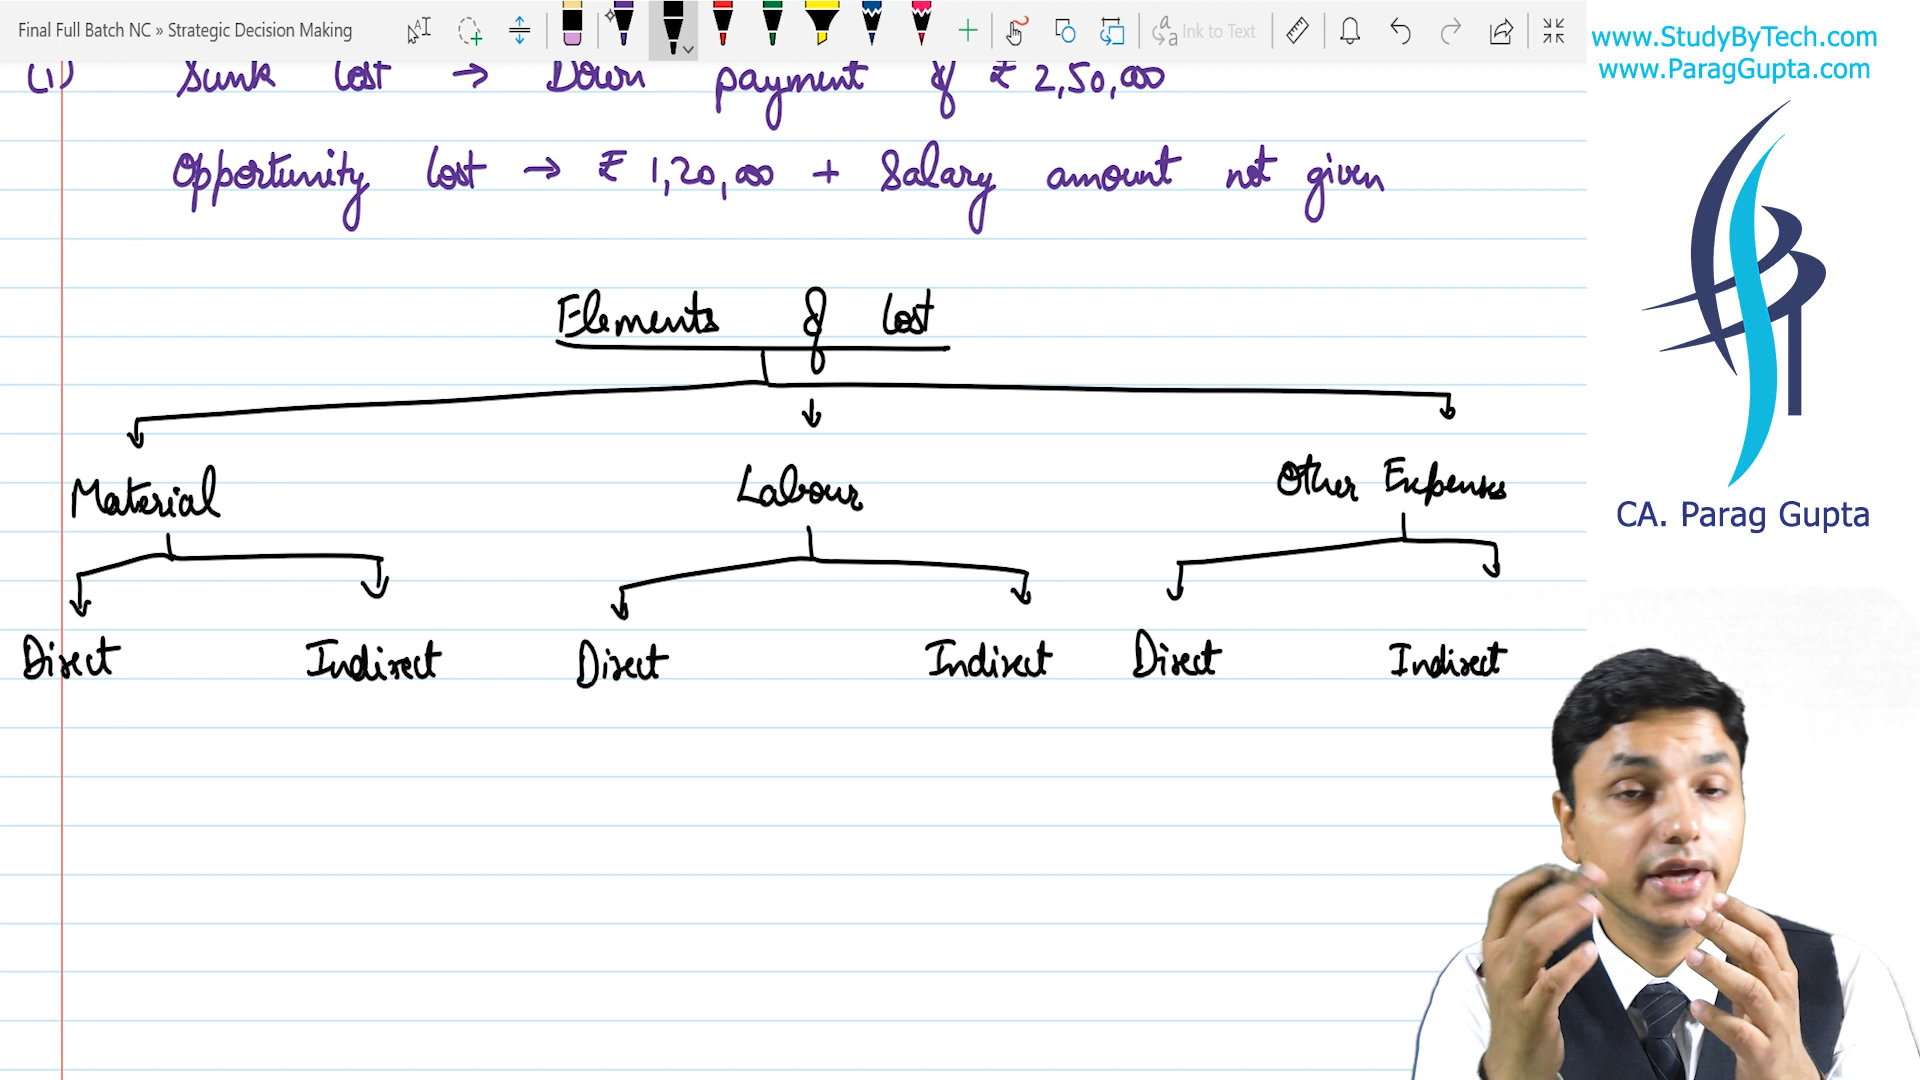 Final Full Batch NC » Strategic Decision Making
Ink to Text
www.StudyByTech.com
www.ParagGupta.com
(1) Sunk Cost → Down payment of ₹ 2,50,000
Opportunity Cost → ₹ 1,20,000 + Salary amount not given
Elements of Cost
Material Labour Other Expenses
Direct Indirect Direct Indirect Direct Indirect
CA. Parag Gupta